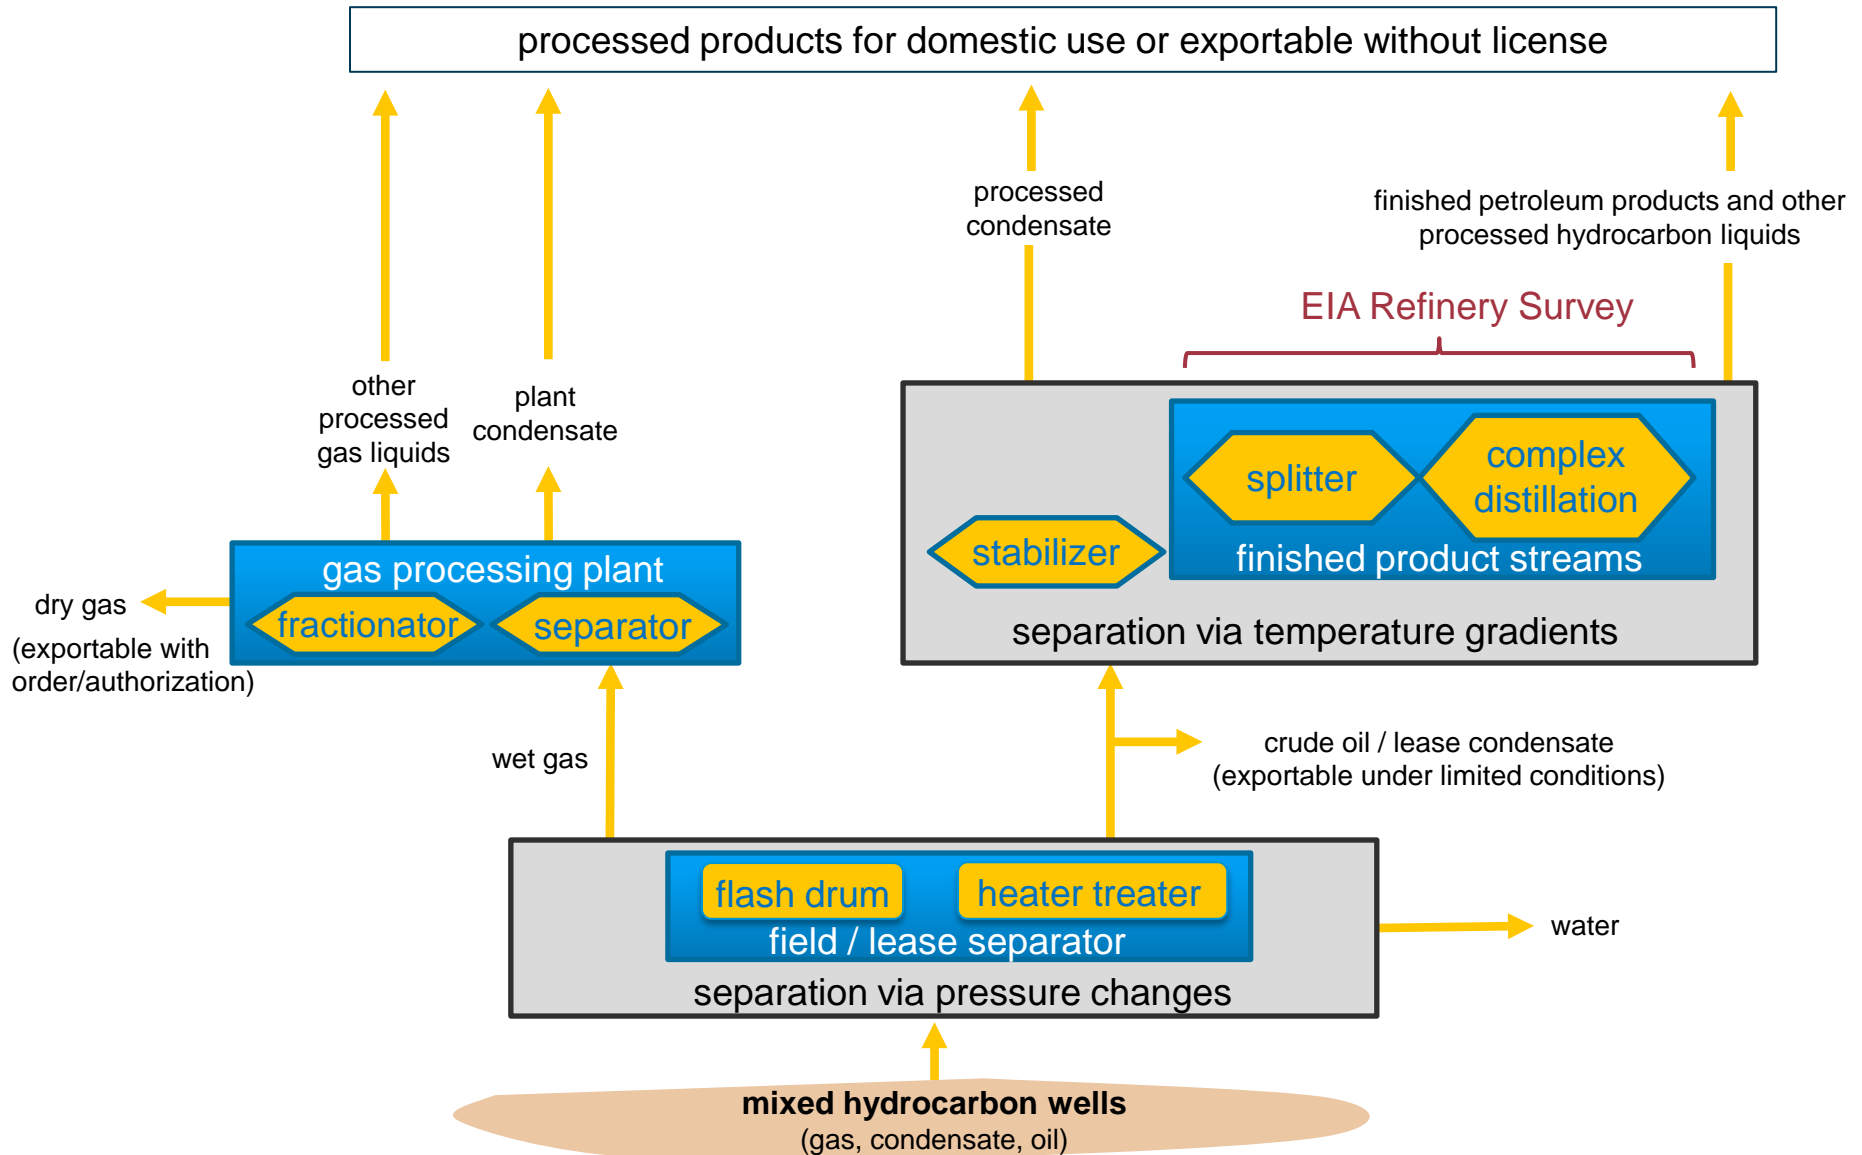 processed products for domestic use or exportable without license
processed
condensate
finished petroleum products and other
processed hydrocarbon liquids
EIA Refinery Survey
other
processed
gas liquids
plant
condensate
splitter
complex
distillation
stabilizer
finished product streams
separation via temperature gradients
gas processing plant
fractionator
separator
dry gas
(exportable with
order/authorization)
wet gas
crude oil / lease condensate
(exportable under limited conditions)
flash drum
heater treater
field / lease separator
separation via pressure changes
water
mixed hydrocarbon wells
(gas, condensate, oil)